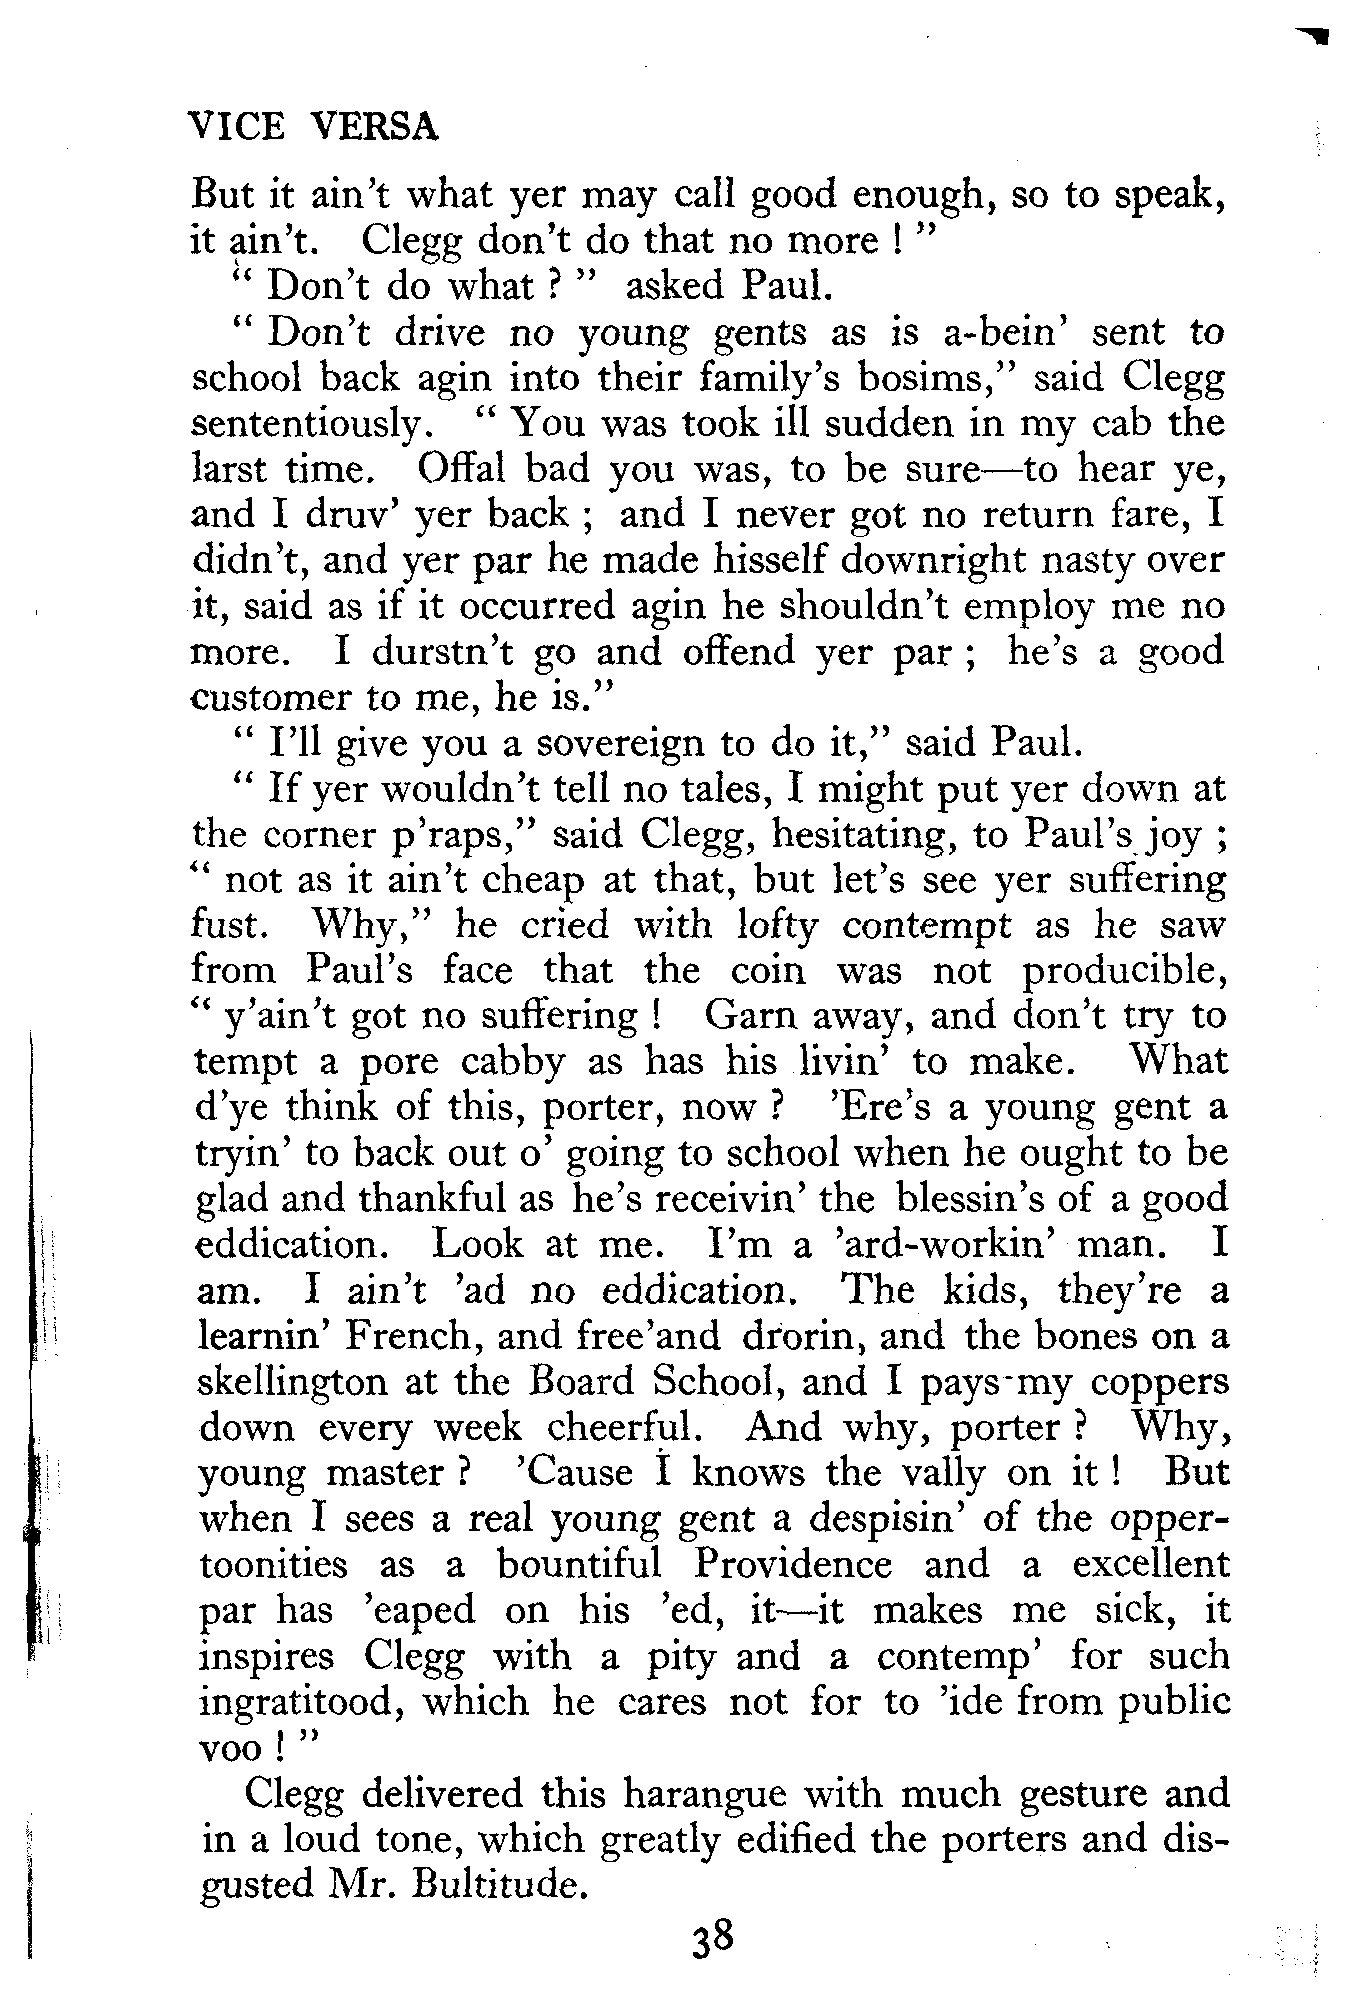 VICE VERSA
But it ain't what yer may call good enough, so to speak,
it ain't. Clegg don't do that no more ! ”
“ Don't do what ? ” asked Paul.
“ Don't drive no young gents as is a-bein' sent to
school back agin into their family's bosims,” said Clegg
sententiously. “ You was took ill sudden in my cab the
larst time. Offal bad you was, to be sure—to hear ye,
and I druv' yer back ; and I never got no return fare, I
didn't, and yer par he made hisself downright nasty over
it, said as if it occurred agin he shouldn't employ me no
more. I durstn't go and offend yer par ; he's a good
customer to me, he is.”
“ I'll give you a sovereign to do it,” said Paul.
“ If yer wouldn't tell no tales, I might put yer down at
the corner p'raps,” said Clegg, hesitating, to Paul's joy ;
“ not as it ain't cheap at that, but let's see yer suffering
fust. Why,” he cried with lofty contempt as he saw
from Paul's face that the coin was not producible,
“ y'ain't got no suffering ! Garn away, and don't try to
tempt a pore cabby as has his livin' to make. What
d'ye think of this, porter, now ? 'Ere's a young gent a
tryin' to back out o' going to school when he ought to be
glad and thankful as he's receivin' the blessin's of a good
eddication. Look at me. I'm a 'ard-workin' man. I
am. I ain't 'ad no eddication. The kids, they're a
learnin' French, and free'and drorin, and the bones on a
skellington at the Board School, and I pays my coppers
down every week cheerful. And why, porter ? Why,
young master ? 'Cause I knows the vally on it ! But
when I sees a real young gent a despisin' of the opper-
toonities as a bountiful Providence and a excellent
par has 'eaped on his 'ed, it—it makes me sick, it
inspires Clegg with a pity and a contemp' for such
ingratitood, which he cares not for to 'ide from public
voo ! ”
Clegg delivered this harangue with much gesture and
in a loud tone, which greatly edified the porters and dis-
gusted Mr. Bultitude.
38